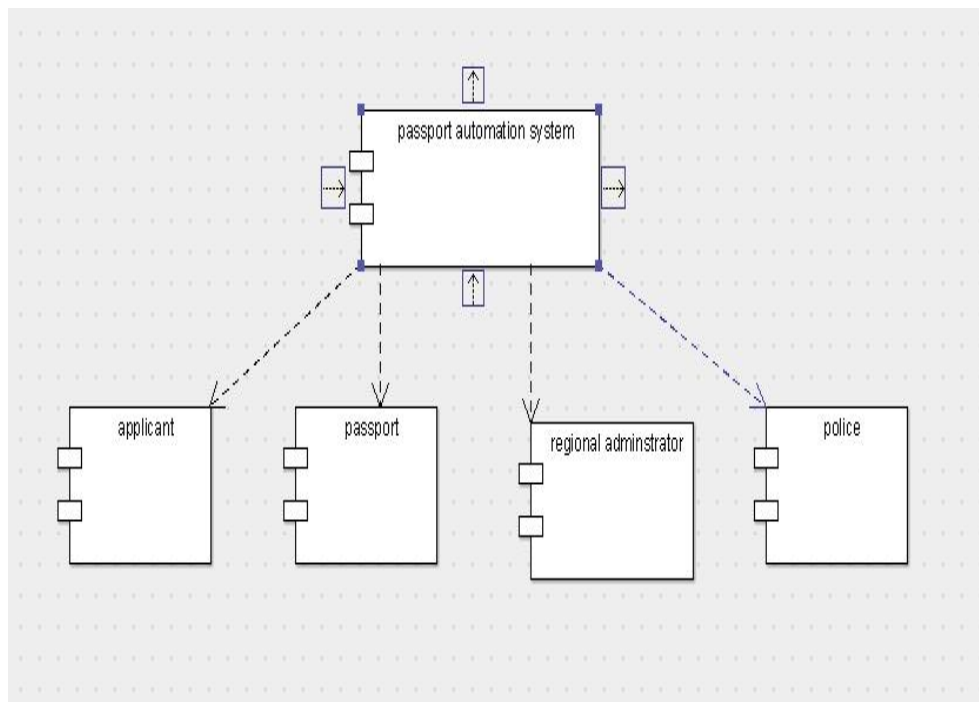 passport automation system
applicant
passport
regional adminstrator
police